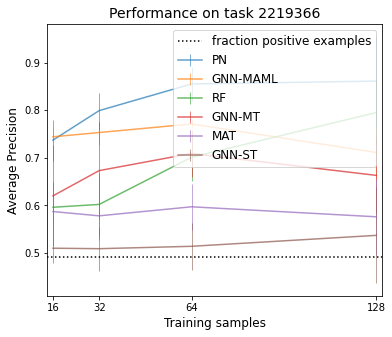 Performance on task 2219366
fraction positive examples
PN
GNN-MAML
RF
GNN-MT
MAT
GNN-ST
Average Precision
0.9
0.8
0.7
0.6
0.5
16
32
64
128
Training samples